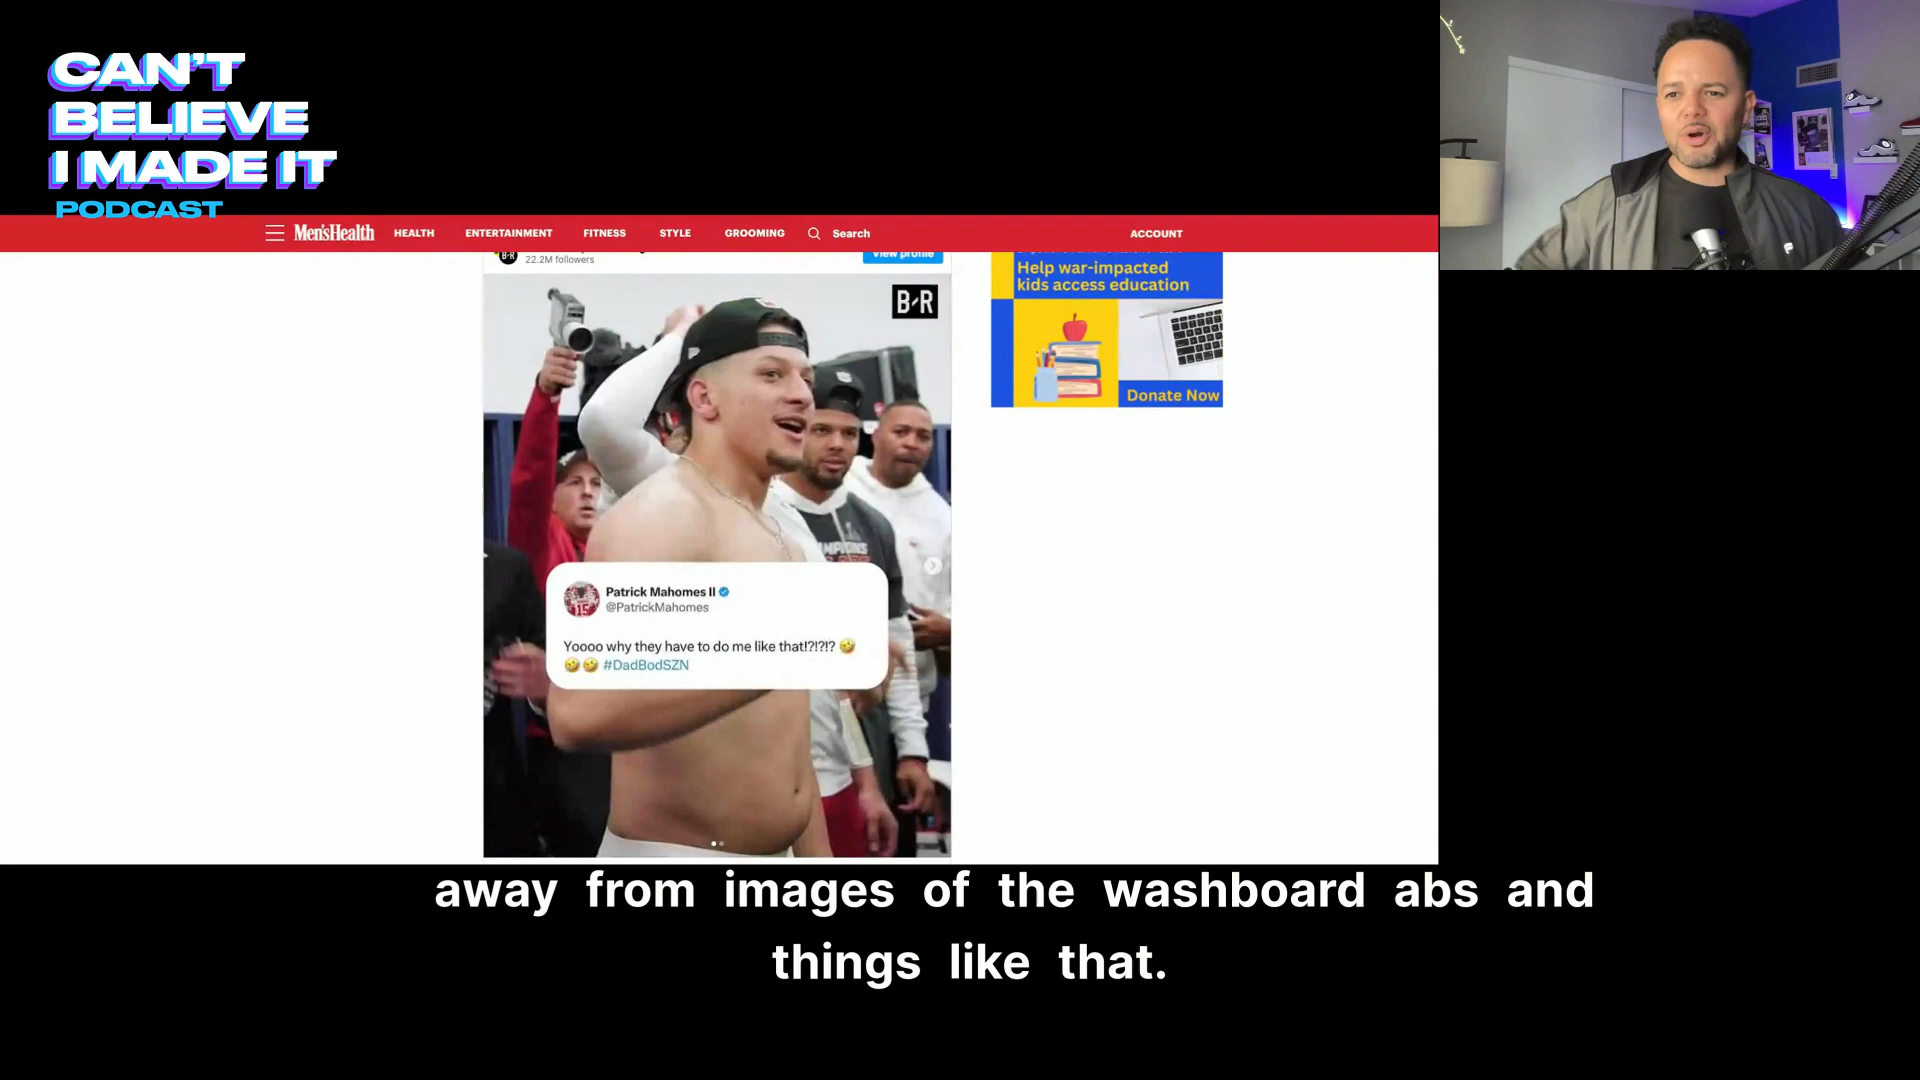 CAN'T
BELIEVE
I MADE IT
PODCAST
Men'sHealth HEALTH ENTERTAINMENT FITNESS STYLE GROOMING Search ACCOUNT
B/R
22.2M followers
View profile
B/R
Help war-impacted
kids access education
Donate Now
Patrick Mahomes II
@PatrickMahomes
Yoooo why they have to do me like that!?!?!? 🤣
🤣🤣 #DadBodSZN
away from images of the washboard abs and
things like that.